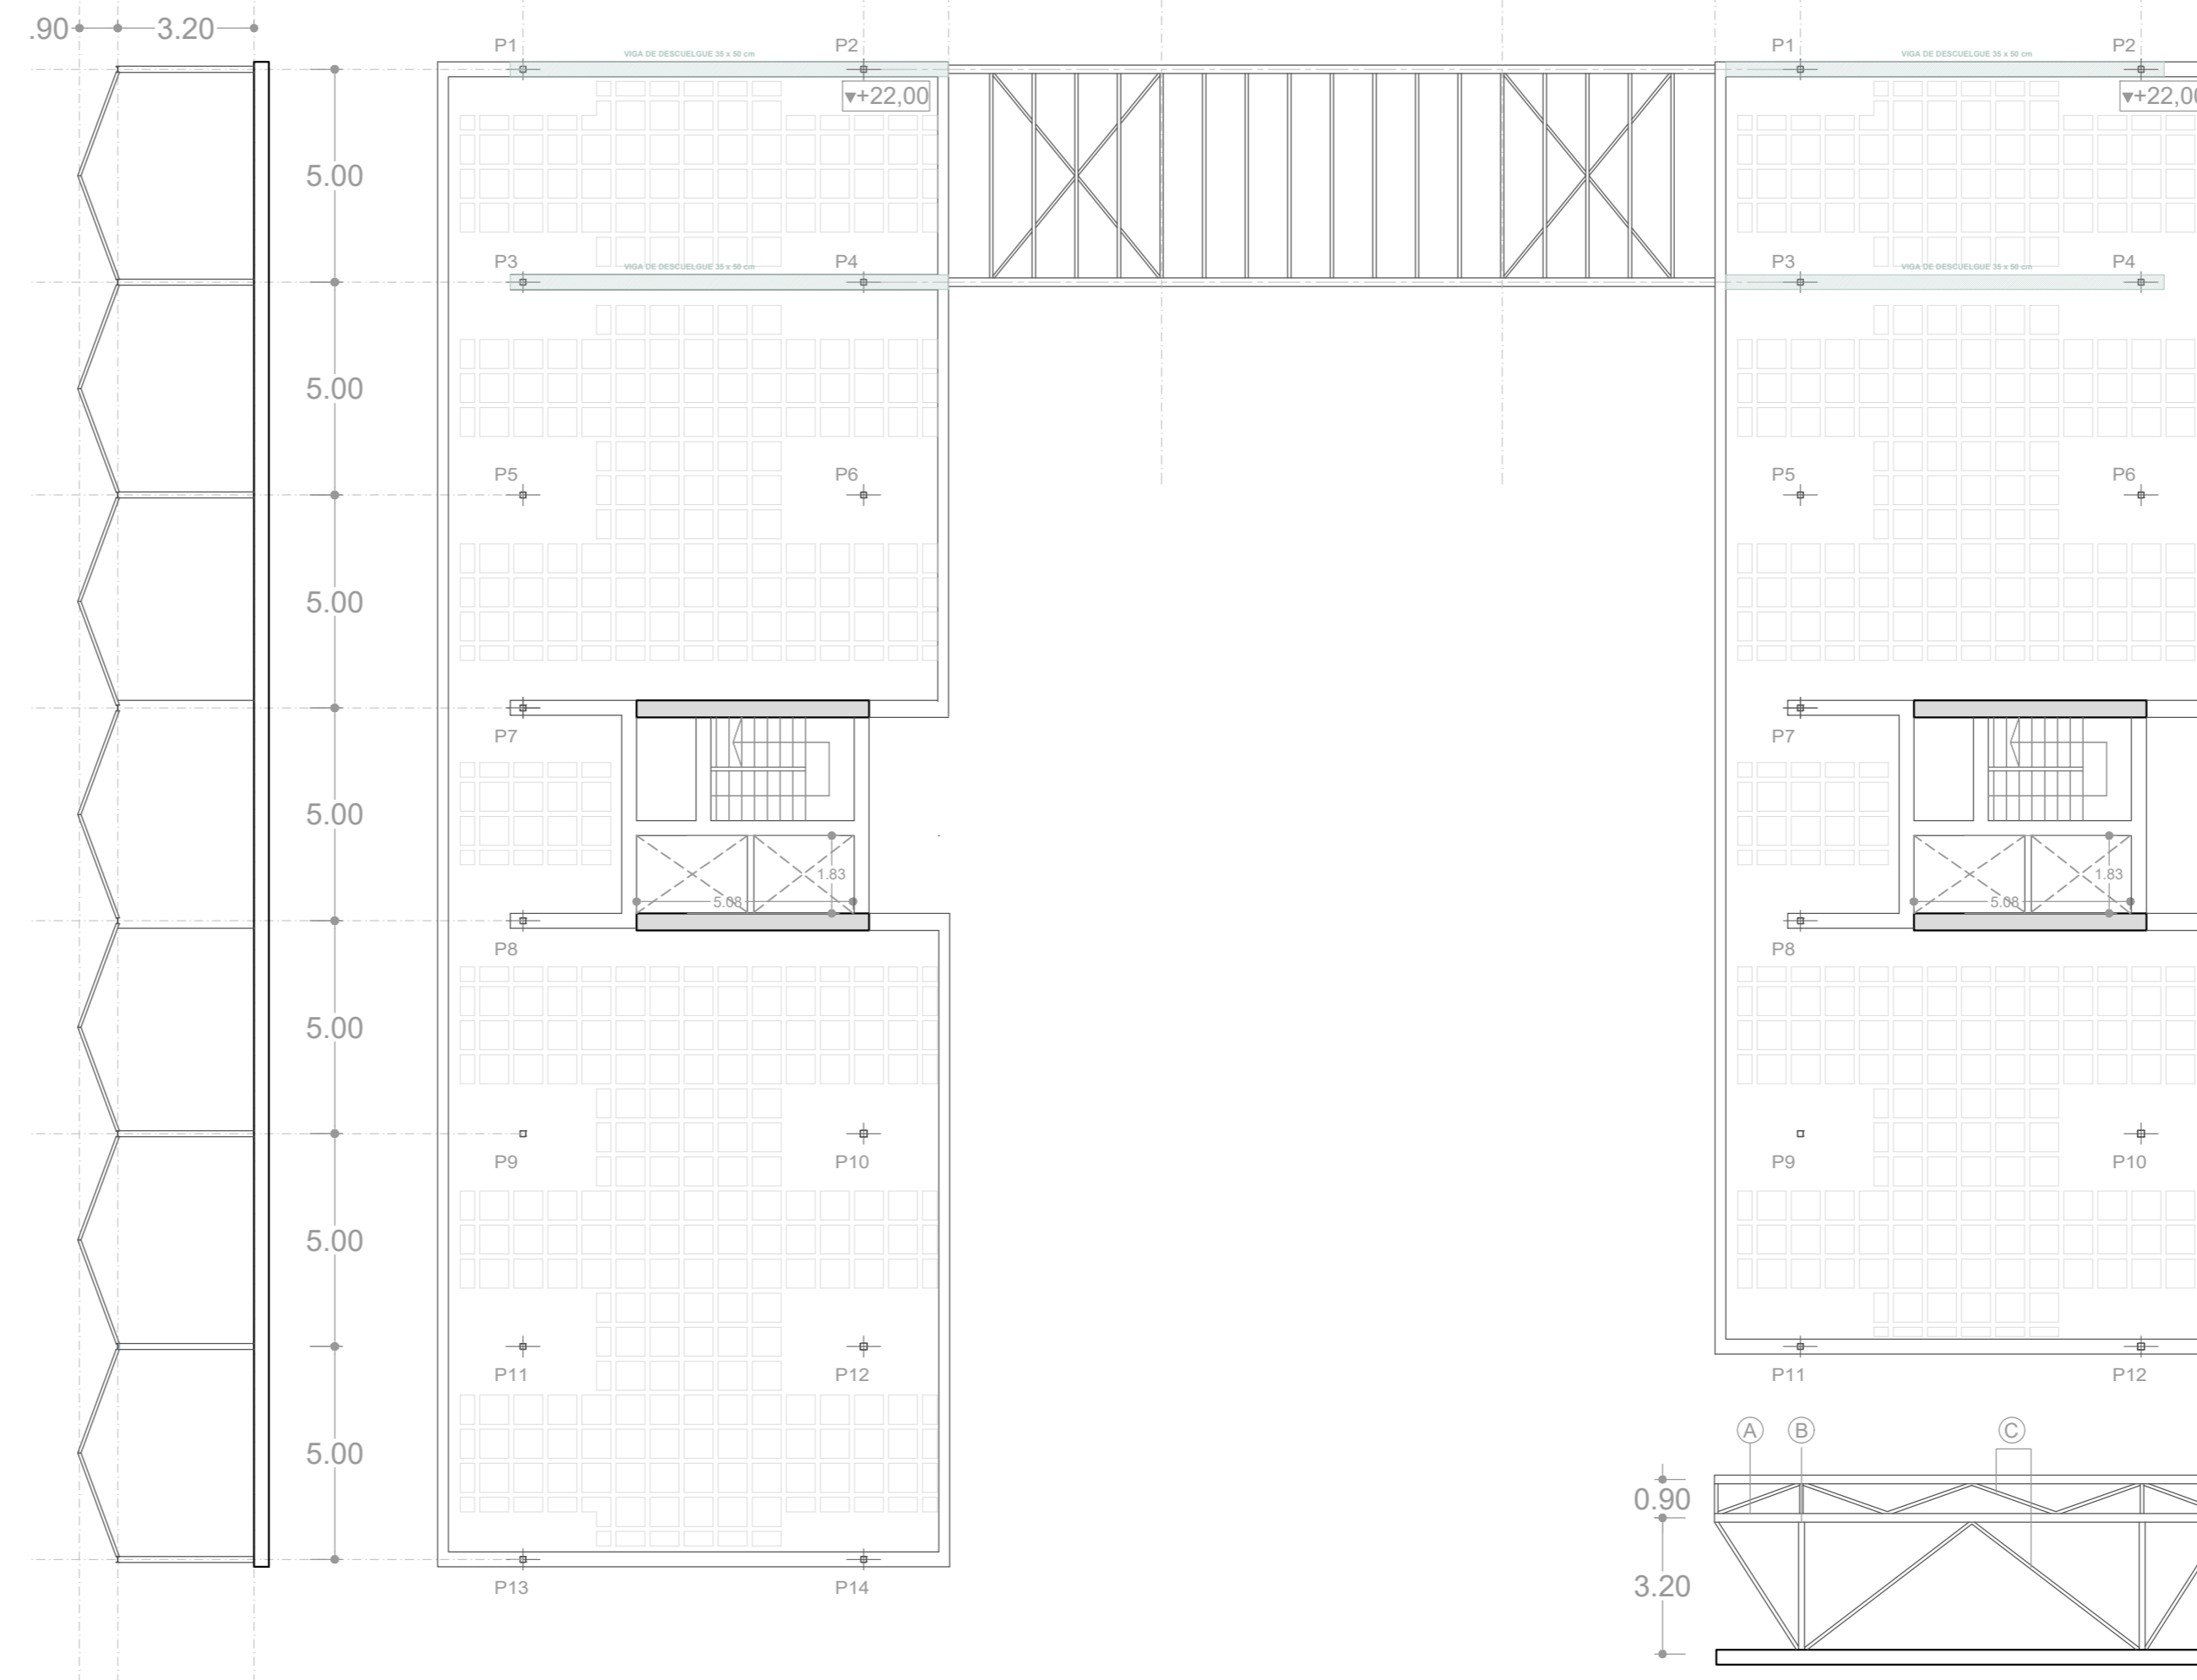 .90 3.20
P1 VIGA DE DESCUELGUE 35 x 50 cm P2 P1 VIGA DE DESCUELGUE 35 x 50 cm P2
▼+22,00 ▼+22,00
5.00
P3 VIGA DE DESCUELGUE 35 x 50 cm P4 P3 VIGA DE DESCUELGUE 35 x 50 cm P4
5.00
P5 P6 P5 P6
5.00
P7 P7
5.00
1.83 1.83
5.08 5.08
P8 P8
5.00
P9 P10 P9 P10
5.00
P11 P12 P11 P12
A B C
5.00
0.90
P13 P14
3.20